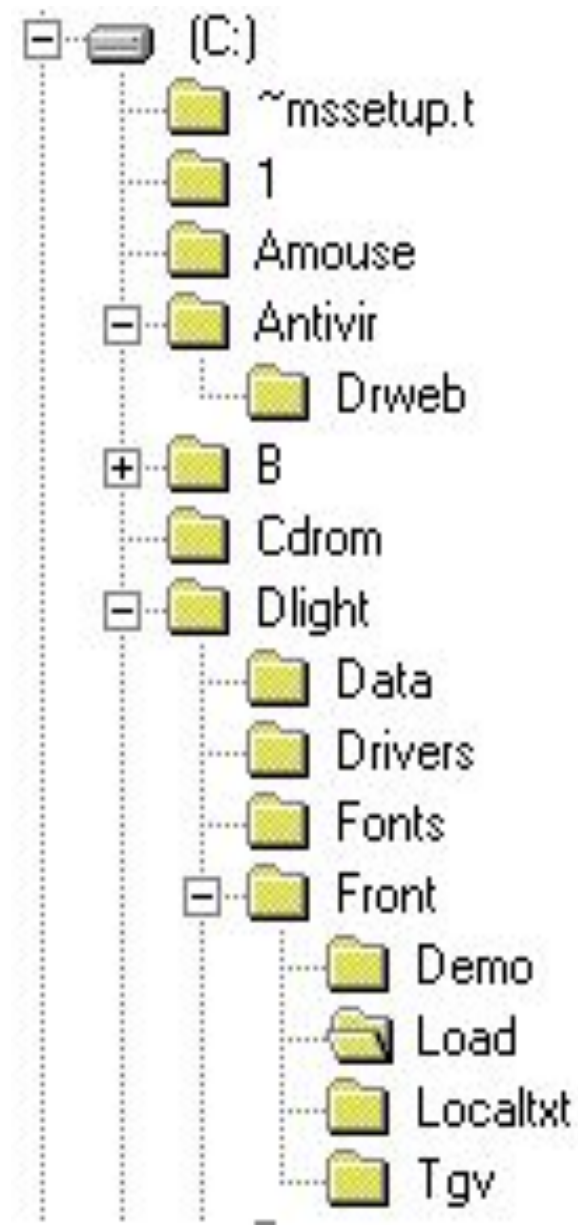 (C:)
~mssetup.t
1
Amouse
Antivir
Drweb
B
Cdrom
Dlight
Data
Drivers
Fonts
Front
Demo
Load
Localtxt
Tgv